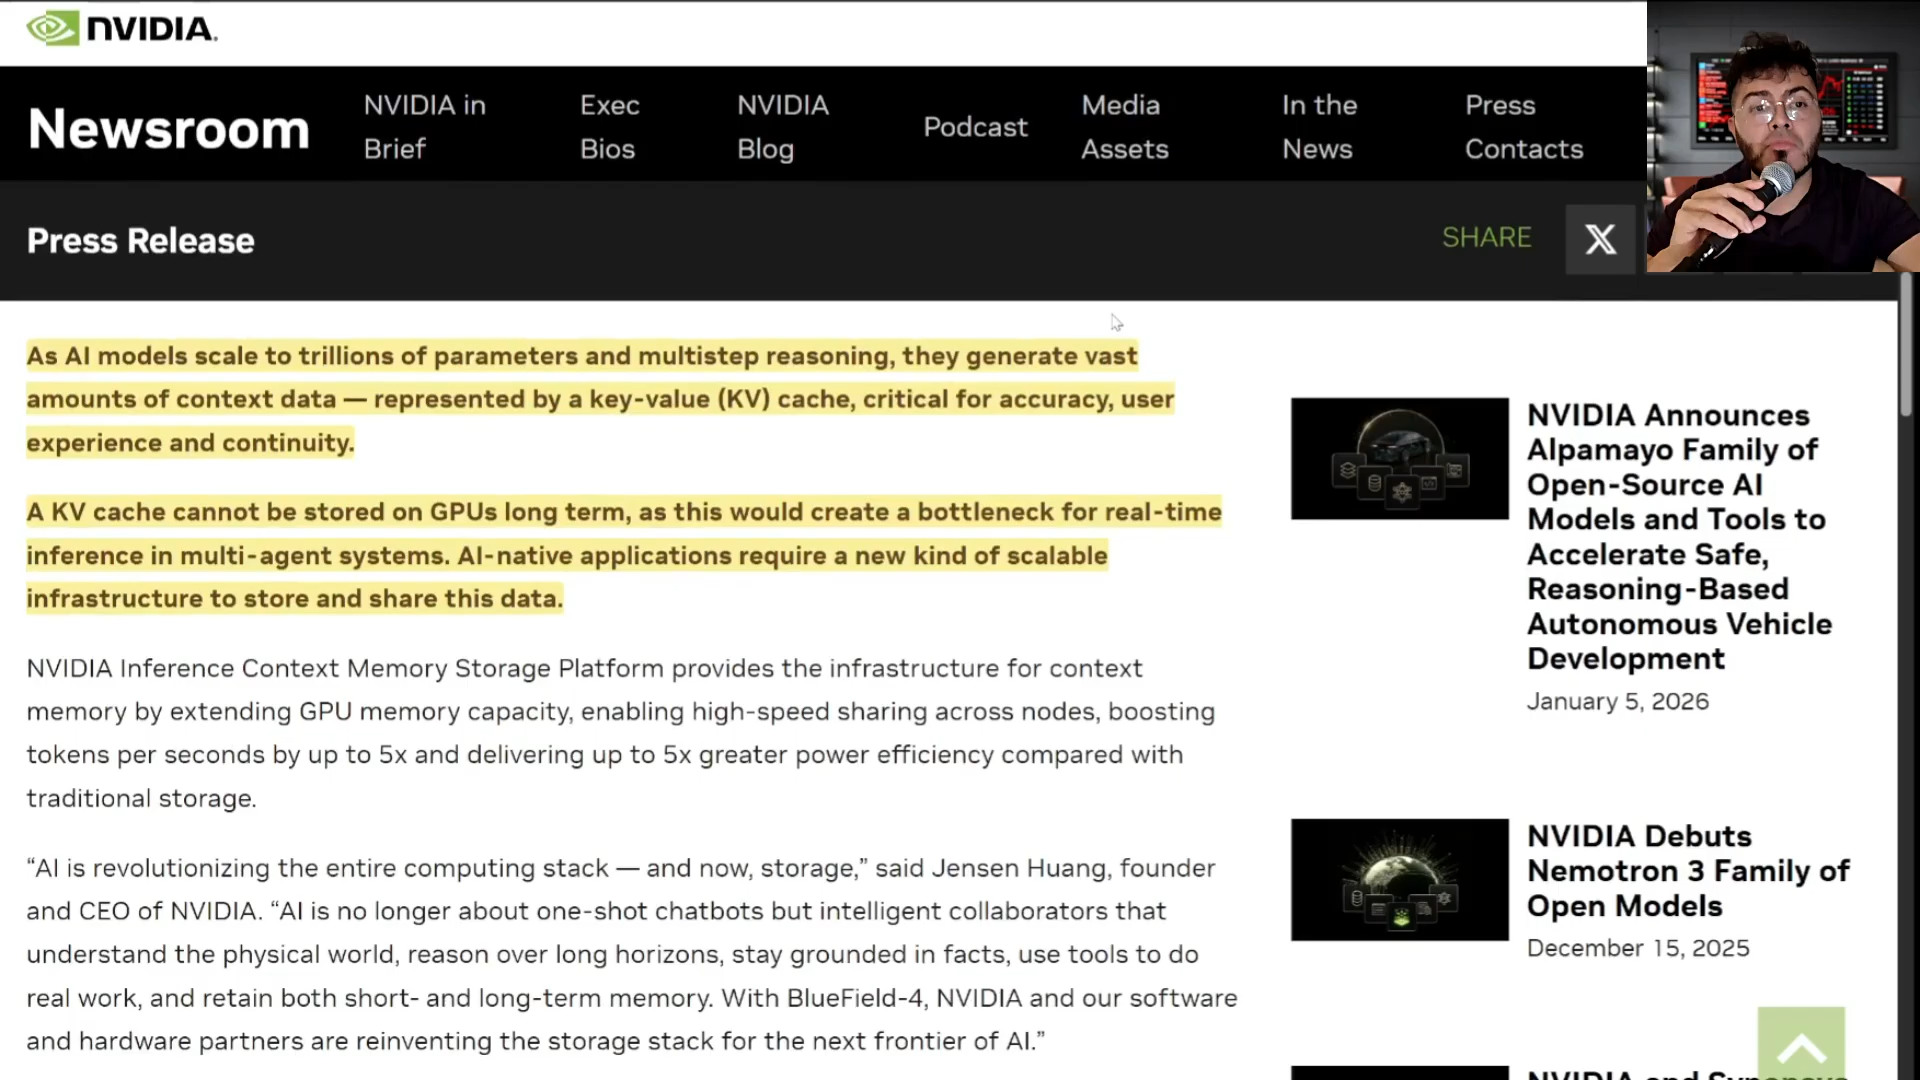 NVIDIA.
Newsroom
NVIDIA in
Brief
Exec
Bios
NVIDIA
Blog
Podcast
Media
Assets
In the
News
Press
Contacts
Press Release
SHARE
As AI models scale to trillions of parameters and multistep reasoning, they generate vast
amounts of context data — represented by a key-value (KV) cache, critical for accuracy, user
experience and continuity.
A KV cache cannot be stored on GPUs long term, as this would create a bottleneck for real-time
inference in multi-agent systems. AI-native applications require a new kind of scalable
infrastructure to store and share this data.
NVIDIA Inference Context Memory Storage Platform provides the infrastructure for context
memory by extending GPU memory capacity, enabling high-speed sharing across nodes, boosting
tokens per seconds by up to 5x and delivering up to 5x greater power efficiency compared with
traditional storage.
“AI is revolutionizing the entire computing stack — and now, storage,” said Jensen Huang, founder
and CEO of NVIDIA. “AI is no longer about one-shot chatbots but intelligent collaborators that
understand the physical world, reason over long horizons, stay grounded in facts, use tools to do
real work, and retain both short- and long-term memory. With BlueField-4, NVIDIA and our software
and hardware partners are reinventing the storage stack for the next frontier of AI.”
NVIDIA Announces
Alpamayo Family of
Open-Source AI
Models and Tools to
Accelerate Safe,
Reasoning-Based
Autonomous Vehicle
Development
January 5, 2026
NVIDIA Debuts
Nemotron 3 Family of
Open Models
December 15, 2025
NVIDIA and Synopsys